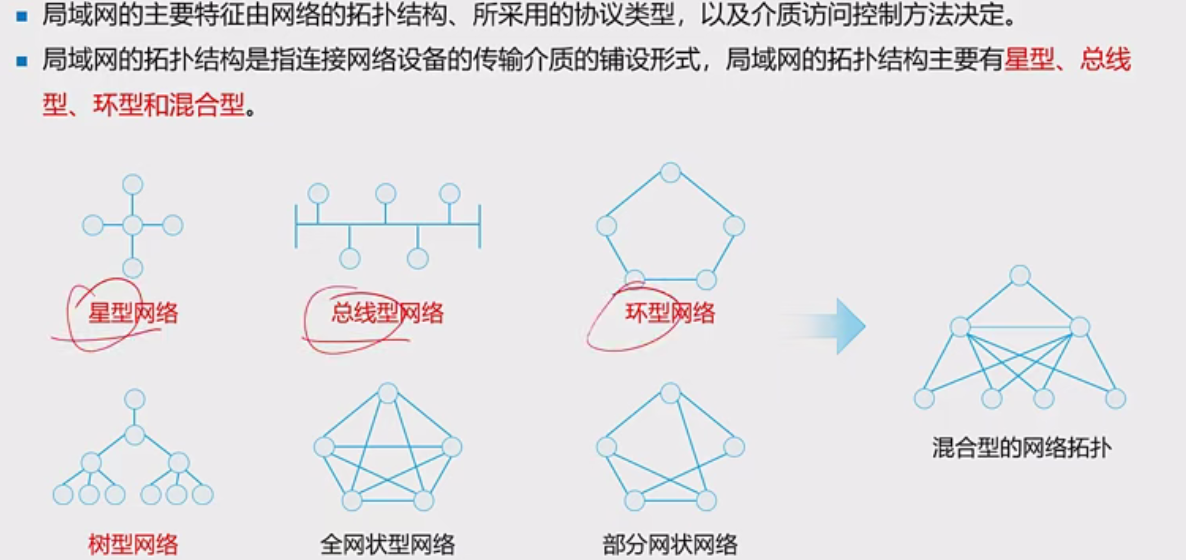 局域网的主要特征由网络的拓扑结构、所采用的协议类型，以及介质访问控制方法决定。
局域网的拓扑结构是指连接网络设备的传输介质的铺设形式，局域网的拓扑结构主要有星型、总线
型、环型和混合型。
星型网络
总线型网络
环型网络
混合型的网络拓扑
树型网络
全网状型网络
部分网状网络